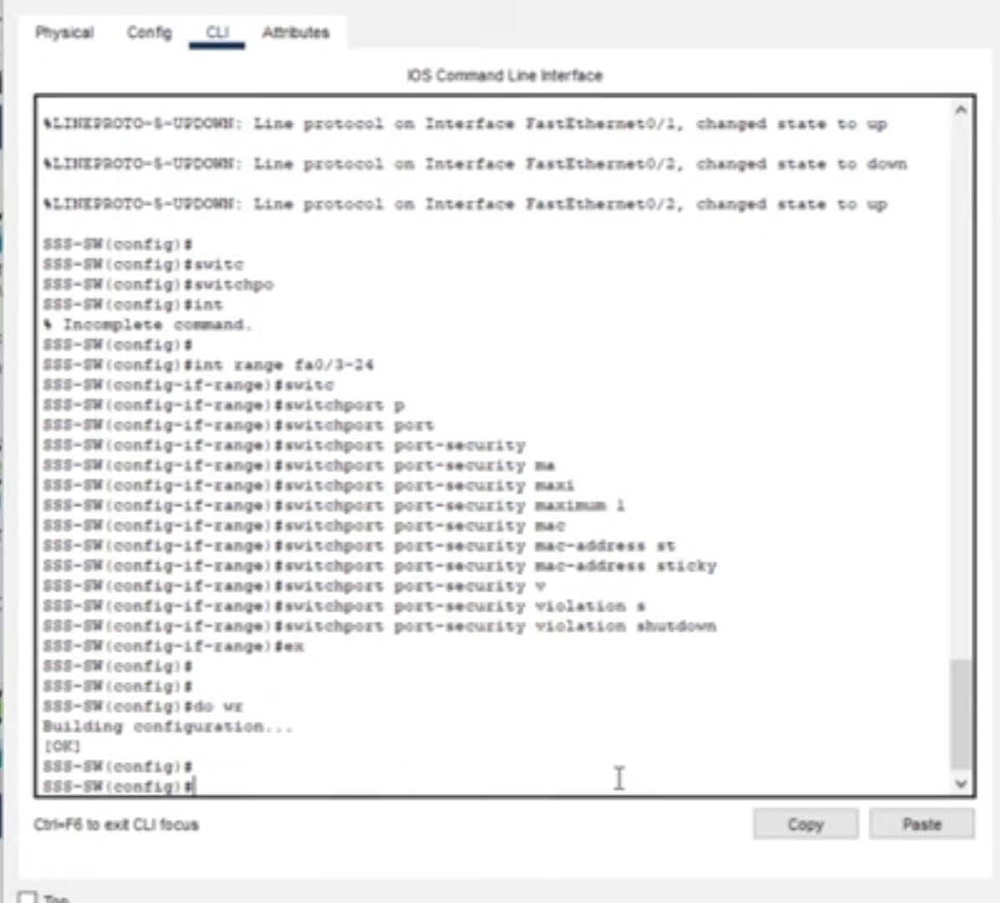 Physical Config CLI Attributes
IOS Command Line Interface
%LINEPROTO-5-UPDOWN: Line protocol on Interface FastEthernet0/1, changed state to up
%LINEPROTO-5-UPDOWN: Line protocol on Interface FastEthernet0/2, changed state to down
%LINEPROTO-5-UPDOWN: Line protocol on Interface FastEthernet0/2, changed state to up
SSS-SW(config)#
SSS-SW(config)#switc
SSS-SW(config)#switchpo
SSS-SW(config)#int
% Incomplete command.
SSS-SW(config)#
SSS-SW(config)#int range fa0/3-24
SSS-SW(config-if-range)#switc
SSS-SW(config-if-range)#switchport p
SSS-SW(config-if-range)#switchport port
SSS-SW(config-if-range)#switchport port-security
SSS-SW(config-if-range)#switchport port-security ma
SSS-SW(config-if-range)#switchport port-security maxi
SSS-SW(config-if-range)#switchport port-security maximum 1
SSS-SW(config-if-range)#switchport port-security mac
SSS-SW(config-if-range)#switchport port-security mac-address st
SSS-SW(config-if-range)#switchport port-security mac-address sticky
SSS-SW(config-if-range)#switchport port-security v
SSS-SW(config-if-range)#switchport port-security violation s
SSS-SW(config-if-range)#switchport port-security violation shutdown
SSS-SW(config-if-range)#ex
SSS-SW(config)#
SSS-SW(config)#
SSS-SW(config)#do wr
Building configuration...
[OK]
SSS-SW(config)#
SSS-SW(config)#
Ctrl+F6 to exit CLI focus
Copy Paste
Top